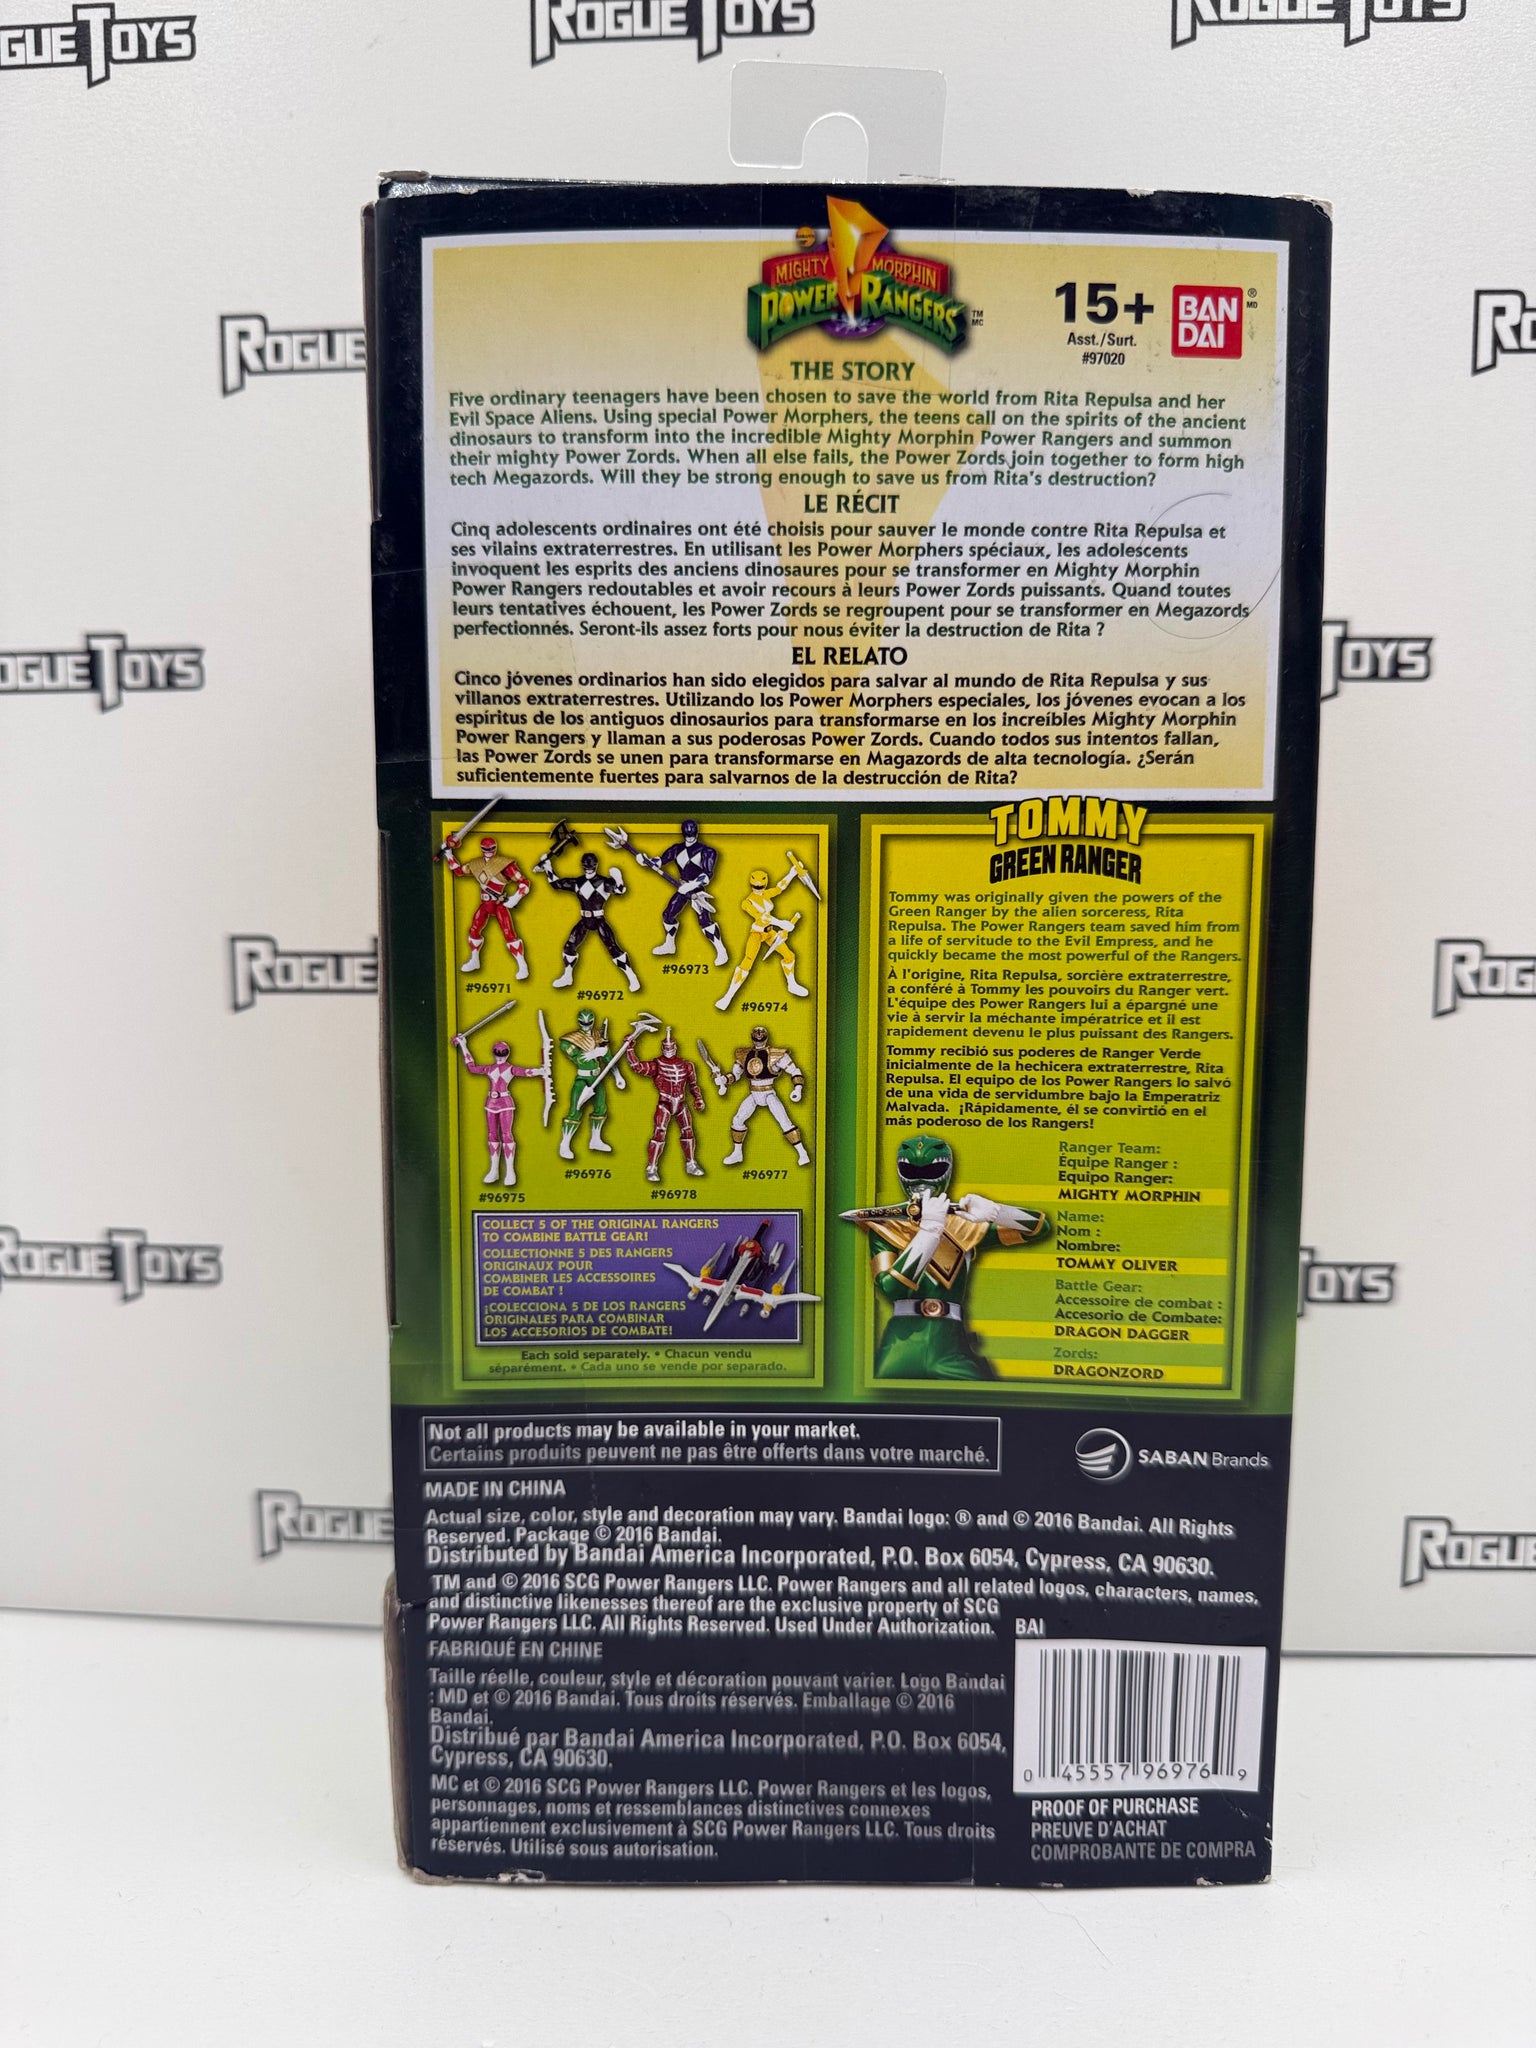 ROGUE TOYS
MIGHTY MORPHIN
POWER RANGERS
TM
MC
15+
Asst./Surt.
#97020
BAN
DAI
®
MD
THE STORY
Five ordinary teenagers have been chosen to save the world from Rita Repulsa and her
Evil Space Aliens. Using special Power Morphers, the teens call on the spirits of the ancient
dinosaurs to transform into the incredible Mighty Morphin Power Rangers and summon
their mighty Power Zords. When all else fails, the Power Zords join together to form high
tech Megazords. Will they be strong enough to save us from Rita's destruction?
LE RÉCIT
Cinq adolescents ordinaires ont été choisis pour sauver le monde contre Rita Repulsa et
ses vilains extraterrestres. En utilisant les Power Morphers spéciaux, les adolescents
invoquent les esprits des anciens dinosaures pour se transformer en Mighty Morphin
Power Rangers redoutables et avoir recours à leurs Power Zords puissants. Quand toutes
leurs tentatives échouent, les Power Zords se regroupent pour se transformer en Megazords
perfectionnés. Seront-ils assez forts pour nous éviter la destruction de Rita ?
EL RELATO
Cinco jóvenes ordinarios han sido elegidos para salvar al mundo de Rita Repulsa y sus
villanos extraterrestres. Utilizando los Power Morphers especiales, los jóvenes evocan a los
espíritus de los antiguos dinosaurios para transformarse en los increíbles Mighty Morphin
Power Rangers y llaman a sus poderosas Power Zords. Cuando todos sus intentos fallan,
las Power Zords se unen para transformarse en Magazords de alta tecnología. ¿Serán
suficientemente fuertes para salvarnos de la destrucción de Rita?
#96971
#96972
#96973
#96974
#96975
#96976
#96978
#96977
COLLECT 5 OF THE ORIGINAL RANGERS
TO COMBINE BATTLE GEAR!
COLLECTIONNE 5 DES RANGERS
ORIGINAUX POUR
COMBINER LES ACCESSOIRES
DE COMBAT !
¡COLECCIONA 5 DE LOS RANGERS
ORIGINALES PARA COMBINAR
LOS ACCESORIOS DE COMBATE!
Each sold separately. • Chacun vendu
séparément. • Cada uno se vende por separado.
TOMMY
GREEN RANGER
Tommy was originally given the powers of the
Green Ranger by the alien sorceress, Rita
Repulsa. The Power Rangers team saved him from
a life of servitude to the Evil Empress, and he
quickly became the most powerful of the Rangers.
À l'origine, Rita Repulsa, sorcière extraterrestre,
a conféré à Tommy les pouvoirs du Ranger vert.
L'équipe des Power Rangers lui a épargné une
vie à servir la méchante impératrice et il est
rapidement devenu le plus puissant des Rangers.
Tommy recibió sus poderes de Ranger Verde
inicialmente de la hechicera extraterrestre, Rita
Repulsa. El equipo de los Power Rangers lo salvó
de una vida de servidumbre bajo la Emperatriz
Malvada. ¡Rápidamente, él se convirtió en el
más poderoso de los Rangers!
Ranger Team:
Équipe Ranger :
Equipo Ranger:
MIGHTY MORPHIN
Name:
Nom :
Nombre:
TOMMY OLIVER
Battle Gear:
Accessoire de combat :
Accesorio de Combate:
DRAGON DAGGER
Zords:
DRAGONZORD
Not all products may be available in your market.
Certains produits peuvent ne pas être offerts dans votre marché.
SABAN Brands
MADE IN CHINA
Actual size, color, style and decoration may vary. Bandai logo: ® and © 2016 Bandai. All Rights
Reserved. Package © 2016 Bandai.
Distributed by Bandai America Incorporated, P.O. Box 6054, Cypress, CA 90630.
TM and © 2016 SCG Power Rangers LLC. Power Rangers and all related logos, characters, names,
and distinctive likenesses thereof are the exclusive property of SCG
Power Rangers LLC. All Rights Reserved. Used Under Authorization.
BAI
FABRIQUÉ EN CHINE
Taille réelle, couleur, style et décoration pouvant varier. Logo Bandai
: MD et © 2016 Bandai. Tous droits réservés. Emballage © 2016
Bandai.
Distribué par Bandai America Incorporated, P.O. Box 6054,
Cypress, CA 90630.
MC et © 2016 SCG Power Rangers LLC. Power Rangers et les logos,
personnages, noms et ressemblances distinctives connexes
appartiennent exclusivement à SCG Power Rangers LLC. Tous droits
réservés. Utilisé sous autorisation.
0 45557 96976 9
PROOF OF PURCHASE
PREUVE D'ACHAT
COMPROBANTE DE COMPRA